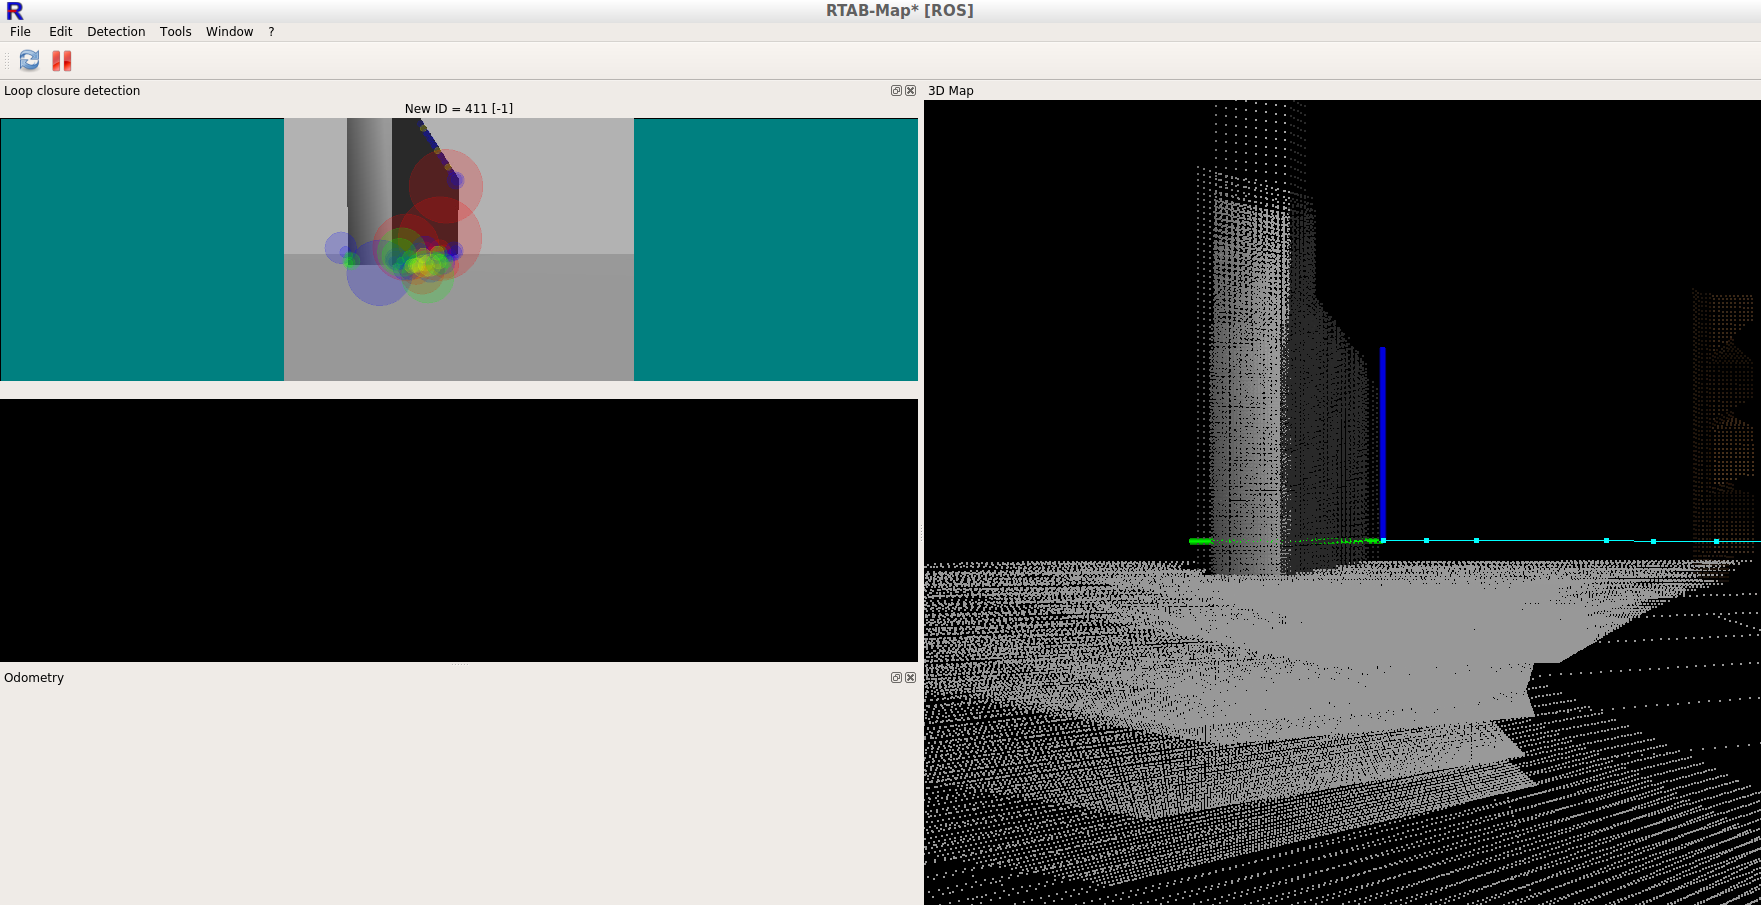 RTAB-Map* [ROS]
File Edit Detection Tools Window ?
Loop closure detection
New ID = 411 [-1]
Odometry
3D Map